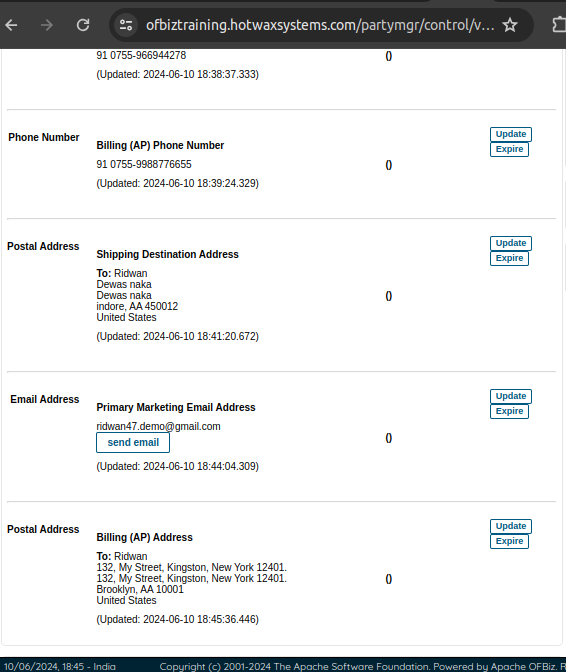 ofbiztraining.hotwaxsystems.com/partymgr/control/v...
91 0755-966944278
()
(Updated: 2024-06-10 18:38:37.333)
Phone Number
Billing (AP) Phone Number
91 0755-9988776655
()
(Updated: 2024-06-10 18:39:24.329)
Update
Expire
Postal Address
Shipping Destination Address
To: Ridwan
Dewas naka
Dewas naka
indore, AA 450012
United States
()
(Updated: 2024-06-10 18:41:20.672)
Update
Expire
Email Address
Primary Marketing Email Address
ridwan47.demo@gmail.com
send email
()
(Updated: 2024-06-10 18:44:04.309)
Update
Expire
Postal Address
Billing (AP) Address
To: Ridwan
132, My Street, Kingston, New York 12401.
132, My Street, Kingston, New York 12401.
Brooklyn, AA 10001
United States
()
(Updated: 2024-06-10 18:45:36.446)
Update
Expire
10/06/2024, 18:45 - India
Copyright (c) 2001-2024 The Apache Software Foundation. Powered by Apache OFBiz. R